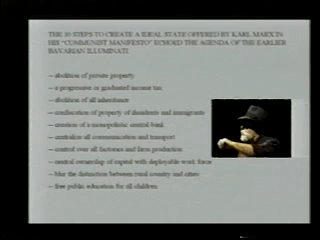 THE 10 STEPS TO CREATE A IDEAL STATE OFFERED BY KARL MARX IN
HIS "COMMUNIST MANIFESTO" ECHOED THE AGENDA OF THE EARLIER
BAVARIAN ILLUMINATI
-- abolition of private property
-- a progressive or graduated income tax
-- abolition of all inheritance
-- confiscation of property of dissidents and immigrants
-- creation of a monopolistic central bank
-- centralize all communication and transport
-- control over all factories and farm production
-- central ownership of capital with deployable work force
-- blur the distinction between rural country and cities
-- free public education for all children